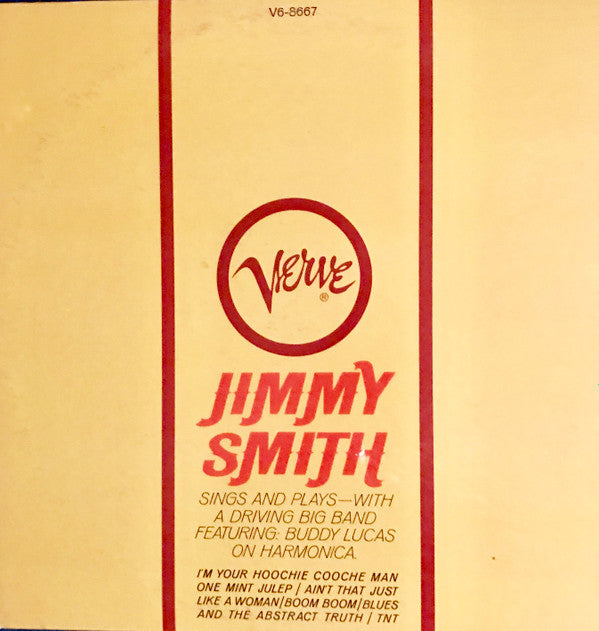 V6-8667
Verve
®
JIMMY
SMITH
SINGS AND PLAYS—WITH
A DRIVING BIG BAND
FEATURING: BUDDY LUCAS
ON HARMONICA.
I'M YOUR HOOCHIE COOCHE MAN
ONE MINT JULEP / AIN'T THAT JUST
LIKE A WOMAN/BOOM BOOM/BLUES
AND THE ABSTRACT TRUTH / TNT